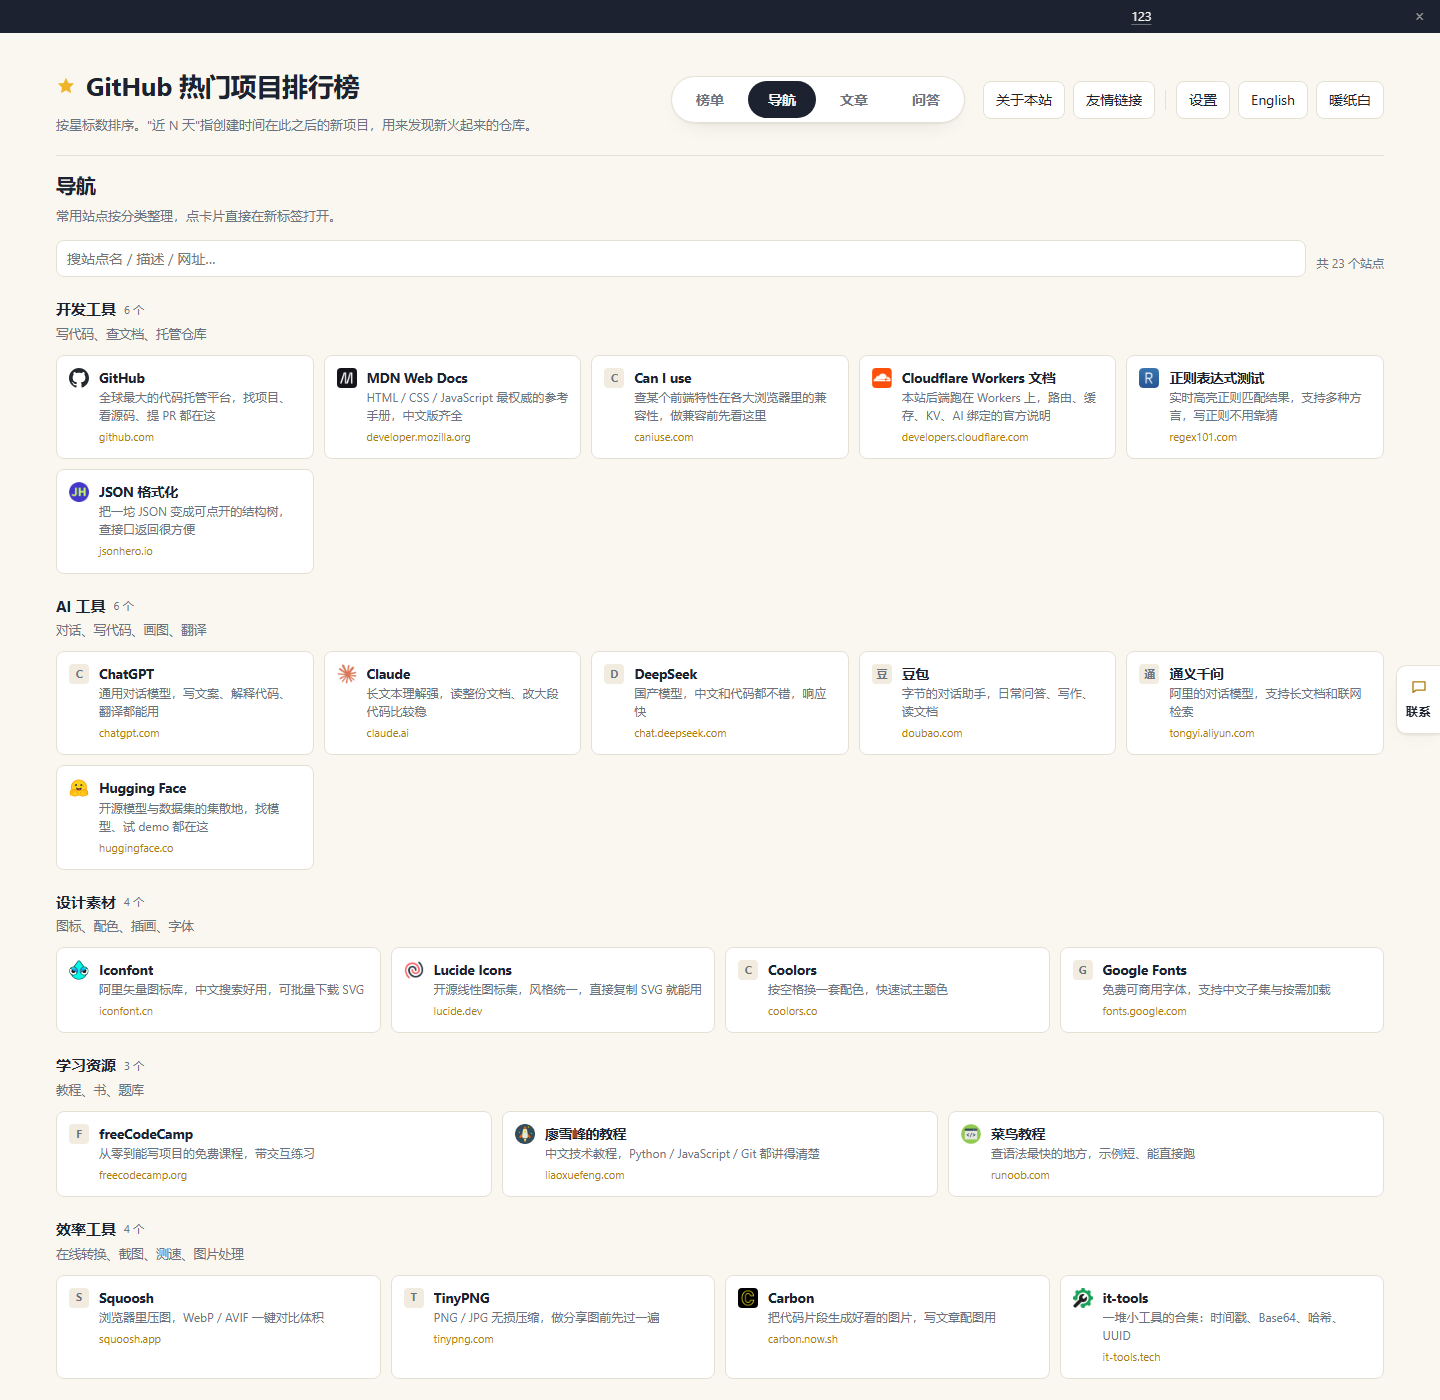 123
×
GitHub 热门项目排行榜
按星标数排序。"近 N 天"指创建时间在此之后的新项目，用来发现新火起来的仓库。
榜单 导航 文章 问答 关于本站 友情链接 设置 English 暖纸白
导航
常用站点按分类整理，点卡片直接在新标签打开。
搜站点名 / 描述 / 网址...
共 23 个站点
开发工具 6 个
写代码、查文档、托管仓库
GitHub
全球最大的代码托管平台，找项目、
看源码、提 PR 都在这
github.com
MDN Web Docs
HTML / CSS / JavaScript 最权威的参考
手册，中文版齐全
developer.mozilla.org
C
Can I use
查某个前端特性在各大浏览器里的兼
容性，做兼容前先看这里
caniuse.com
Cloudflare Workers 文档
本站后端跑在 Workers 上，路由、缓
存、KV、AI 绑定的官方说明
developers.cloudflare.com
R
正则表达式测试
实时高亮正则匹配结果，支持多种方
言，写正则不用靠猜
regex101.com
JH
JSON 格式化
把一坨 JSON 变成可点开的结构树，
查接口返回很方便
jsonhero.io
AI 工具 6 个
对话、写代码、画图、翻译
C
ChatGPT
通用对话模型，写文案、解释代码、
翻译都能用
chatgpt.com
Claude
长文本理解强，读整份文档、改大段
代码比较稳
claude.ai
D
DeepSeek
国产模型，中文和代码都不错，响应
快
chat.deepseek.com
豆
豆包
字节的对话助手，日常问答、写作、
读文档
doubao.com
通
通义千问
阿里的对话模型，支持长文档和联网
检索
tongyi.aliyun.com
联系
Hugging Face
开源模型与数据集的集散地，找模
型、试 demo 都在这
huggingface.co
设计素材 4 个
图标、配色、插画、字体
Iconfont
阿里矢量图标库，中文搜索好用，可批量下载 SVG
iconfont.cn
Lucide Icons
开源线性图标集，风格统一，直接复制 SVG 就能用
lucide.dev
C
Coolors
按空格换一套配色，快速试主题色
coolors.co
G
Google Fonts
免费可商用字体，支持中文子集与按需加载
fonts.google.com
学习资源 3 个
教程、书、题库
F
freeCodeCamp
从零到能写项目的免费课程，带交互练习
freecodecamp.org
廖雪峰的教程
中文技术教程，Python / JavaScript / Git 都讲得清楚
liaoxuefeng.com
菜鸟教程
查语法最快的地方，示例短、能直接跑
runoob.com
效率工具 4 个
在线转换、截图、测速、图片处理
S
Squoosh
浏览器里压图，WebP / AVIF 一键对比体积
squoosh.app
T
TinyPNG
PNG / JPG 无损压缩，做分享图前先过一遍
tinypng.com
Carbon
把代码片段生成好看的图片，写文章配图用
carbon.now.sh
it-tools
一堆小工具的合集：时间戳、Base64、哈希、
UUID
it-tools.tech